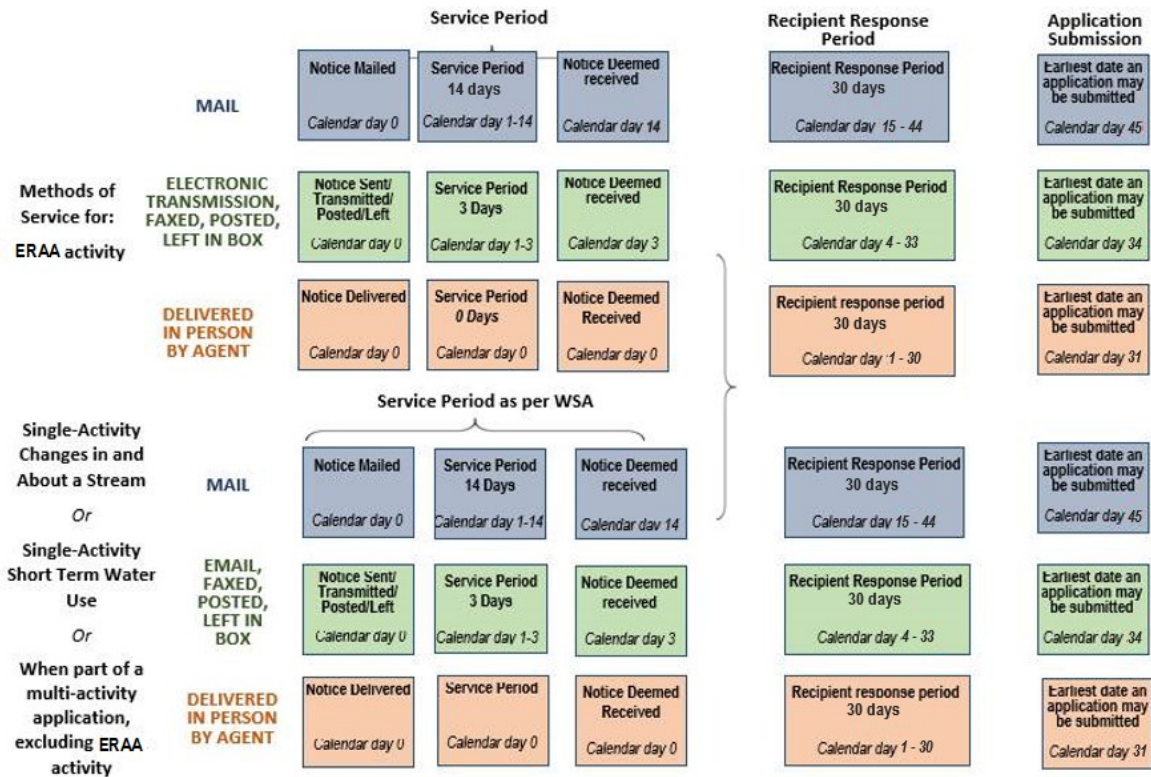 Service Period
Recipient Response
Period
Application
Submission
MAIL
Notice Mailed
Calendar day 0
Service Period
14 days
Calendar day 1-14
Notice Deemed
received
Calendar day 14
Recipient Response Period
30 days
Calendar day 15 - 44
Earliest date an
application may
be submitted
Calendar day 45
Methods of
Service for:
ERAA activity
ELECTRONIC
TRANSMISSION,
FAXED, POSTED,
LEFT IN BOX
Notice Sent/
Transmitted/
Posted/Left
Calendar day 0
Service Period
3 Days
Calendar day 1-3
Notice Deemed
received
Calendar day 3
Recipient Response Period
30 days
Calendar day 4 - 33
Earliest date an
application may
be submitted
Calendar day 34
DELIVERED
IN PERSON
BY AGENT
Notice Delivered
Calendar day 0
Service Period
0 Days
Calendar day 0
Notice Deemed
Received
Calendar day 0
Recipient response period
30 days
Calendar day 1 - 30
Earliest date an
application may
be submitted
Calendar day 31
Service Period as per WSA
Single-Activity
Changes in and
About a Stream
Or
Single-Activity
Short Term Water
Use
Or
When part of a
multi-activity
application,
excluding ERAA
activity
MAIL
Notice Mailed
Calendar day 0
Service Period
14 Days
Calendar day 1-14
Notice Deemed
received
Calendar day 14
Recipient Response Period
30 days
Calendar day 15 - 44
Earliest date an
application may
be submitted
Calendar day 45
EMAIL,
FAXED,
POSTED,
LEFT IN
BOX
Notice Sent/
Transmitted/
Posted/Left
Calendar day 0
Service Period
3 Days
Calendar day 1-3
Notice Deemed
received
Calendar day 3
Recipient Response Period
30 days
Calendar day 4 - 33
Earliest date an
application may
be submitted
Calendar day 34
DELIVERED
IN PERSON
BY AGENT
Notice Delivered
Calendar day 0
Service Period
Calendar day 0
Notice Deemed
Received
Calendar day 0
Recipient response period
30 days
Calendar day 1 - 30
Earliest date an
application may
be submitted
Calendar day 31